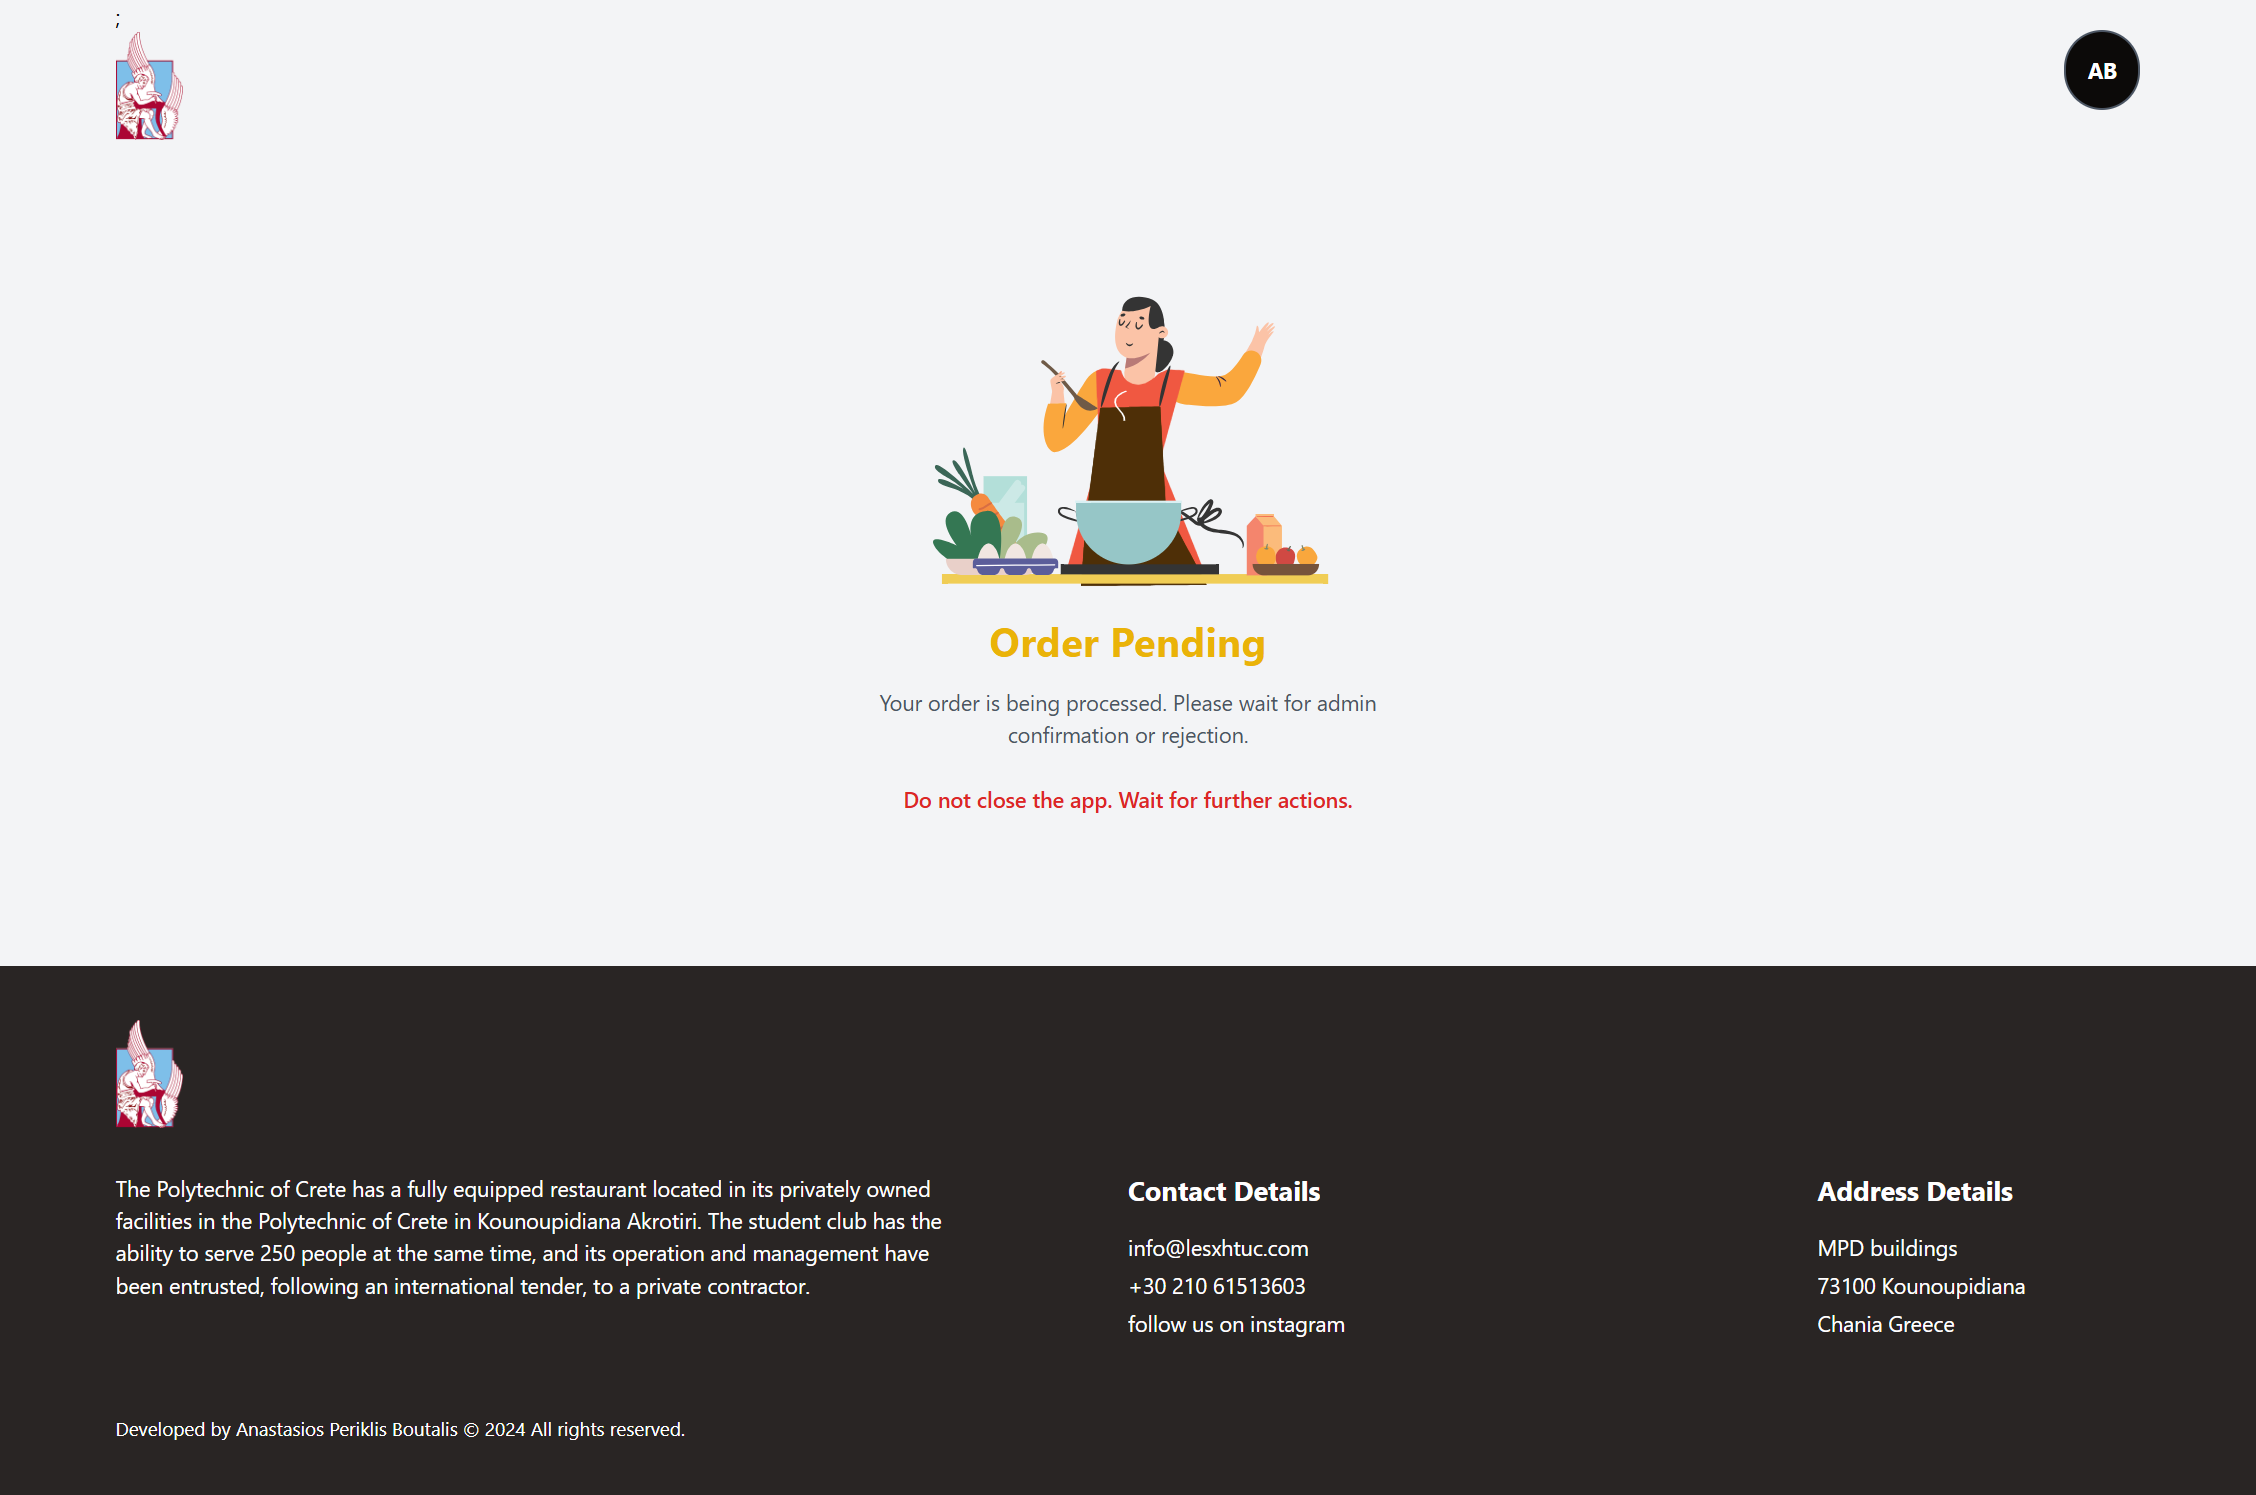 ;
AB
Order Pending
Your order is being processed. Please wait for admin
confirmation or rejection.
Do not close the app. Wait for further actions.
The Polytechnic of Crete has a fully equipped restaurant located in its privately owned
facilities in the Polytechnic of Crete in Kounoupidiana Akrotiri. The student club has the
ability to serve 250 people at the same time, and its operation and management have
been entrusted, following an international tender, to a private contractor.
Contact Details
info@lesxhtuc.com
+30 210 61513603
follow us on instagram
Address Details
MPD buildings
73100 Kounoupidiana
Chania Greece
Developed by Anastasios Periklis Boutalis © 2024 All rights reserved.